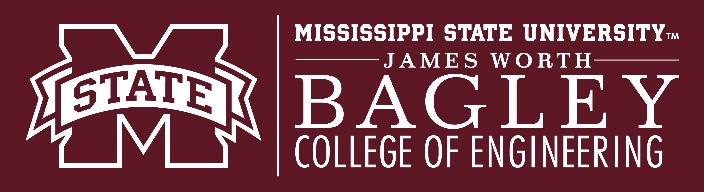 STATE
MISSISSIPPI STATE UNIVERSITY™
JAMES WORTH
BAGLEY
COLLEGE OF ENGINEERING